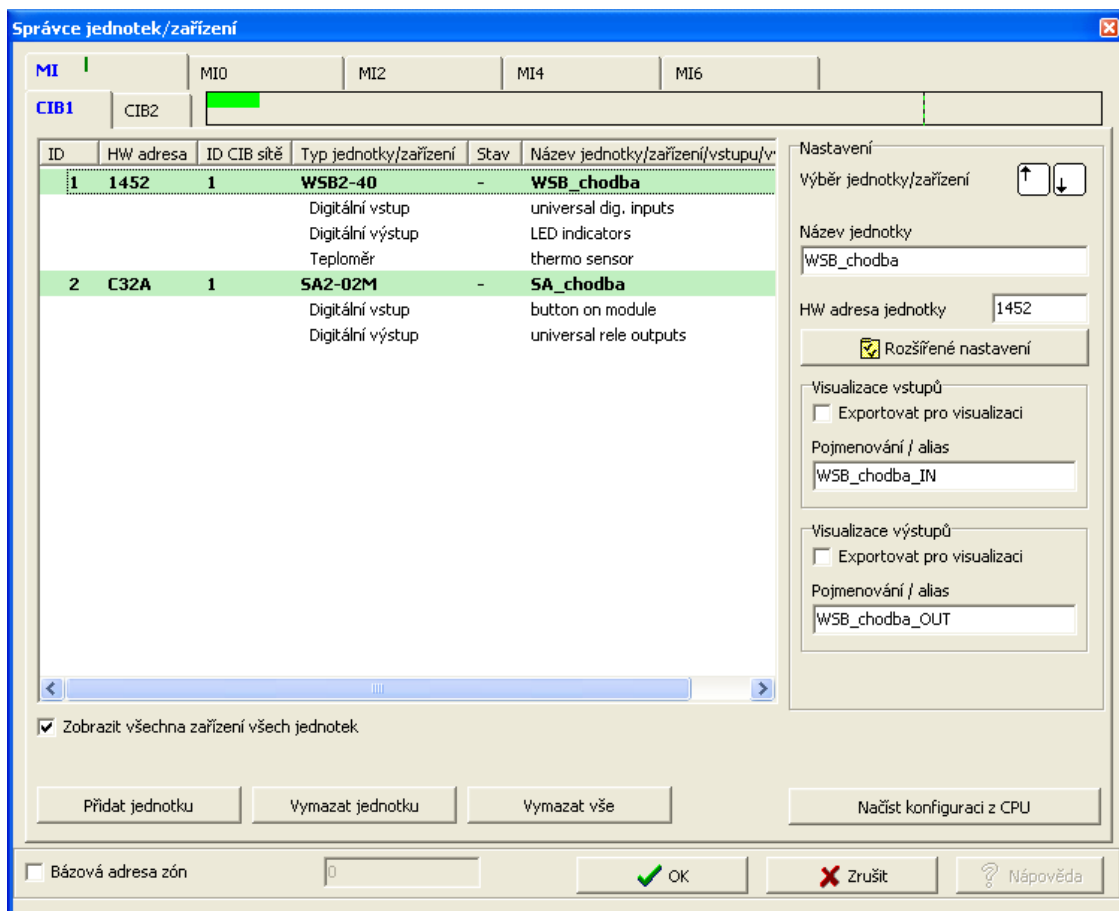 Správce jednotek/zařízení
MI
MI0
MI2
MI4
MI6
CIB1
CIB2
ID HW adresa ID CIB sítě Typ jednotky/zařízení Stav Název jednotky/zařízení/vstupu/v
1 1452 1 WSB2-40 - WSB_chodba
Digitální vstup universal dig. inputs
Digitální výstup LED indicators
Teploměr thermo sensor
2 C32A 1 SA2-02M - SA_chodba
Digitální vstup button on module
Digitální výstup universal rele outputs
Zobrazit všechna zařízení všech jednotek
Přidat jednotku
Vymazat jednotku
Vymazat vše
Nastavení
Výběr jednotky/zařízení
Název jednotky
WSB_chodba
HW adresa jednotky 1452
Rozšířené nastavení
Visualizace vstupů
Exportovat pro visualizaci
Pojmenování / alias
WSB_chodba_IN
Visualizace výstupů
Exportovat pro visualizaci
Pojmenování / alias
WSB_chodba_OUT
Načíst konfiguraci z CPU
Bázová adresa zón 0
OK
Zrušit
Nápověda